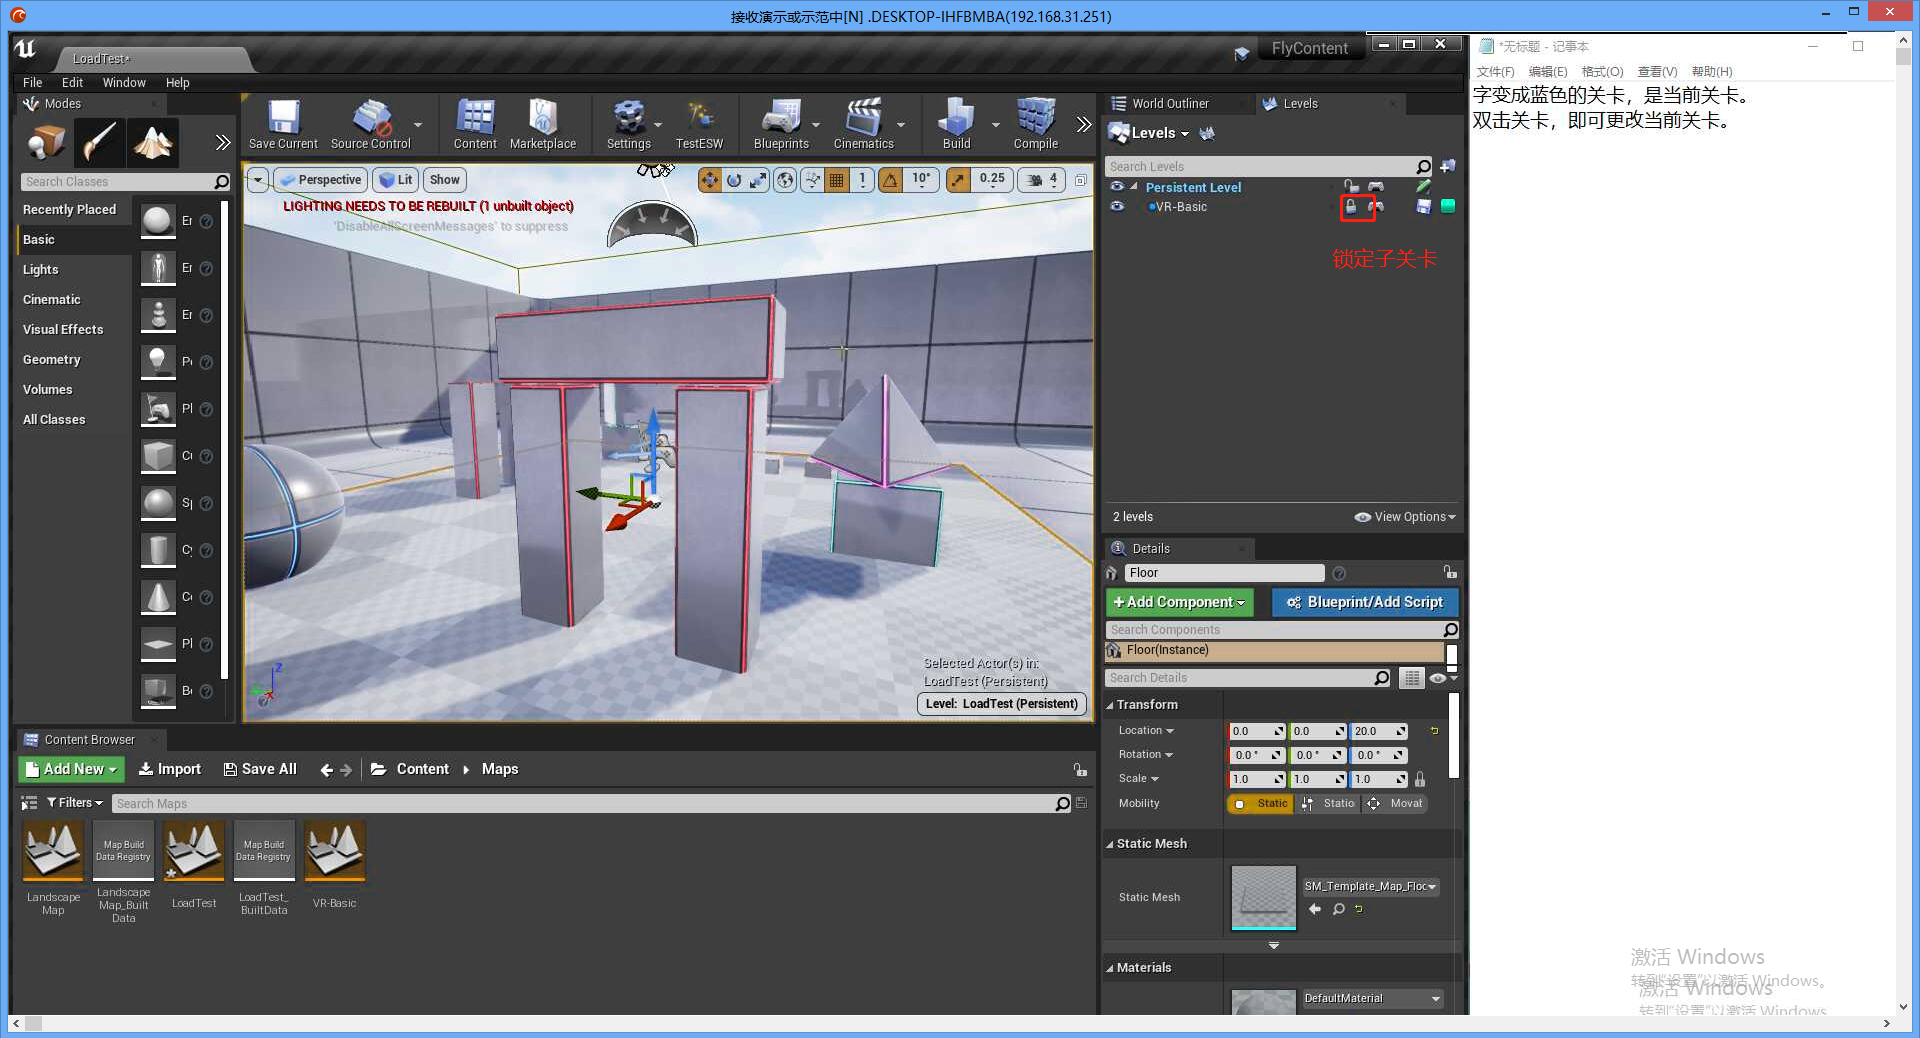 接收演示或示范中[N] .DESKTOP-IHFBMBA(192.168.31.251)
LoadTest•
FlyContent
File Edit Window Help
Modes
Save Current Source Control Content Marketplace Settings TestESW Blueprints Cinematics Build Compile
Search Classes
Recently Placed
Basic
Lights
Cinematic
Visual Effects
Geometry
Volumes
All Classes
Perspective Lit Show 1 10° 0.25 4
LIGHTING NEEDS TO BE REBUILT (1 unbuilt object)
'DisableAllScreenMessages' to suppress
Z
Selected Actor(s) in:
LoadTest (Persistent)
Level: LoadTest (Persistent)
World Outliner Levels
Levels
Search Levels
Persistent Level
VR-Basic
锁定子关卡
2 levels View Options
Details
Floor
Add Component Blueprint/Add Script
Search Components
Floor(Instance)
Search Details
Transform
Location 0.0 0.0 20.0
Rotation 0.0 ° 0.0 ° 0.0 °
Scale 1.0 1.0 1.0
Mobility Static Statio Movat
Static Mesh
Static Mesh SM_Template_Map_Floc
Materials
DefaultMaterial
Content Browser
Add New Import Save All Content Maps
Filters Search Maps
Landscape
Map
Map Build
Data Registry
Landscape
Map_Built
Data
LoadTest
Map Build
Data Registry
LoadTest_
BuiltData
VR-Basic
*无标题 - 记事本
文件(F) 编辑(E) 格式(O) 查看(V) 帮助(H)
字变成蓝色的关卡，是当前关卡。
双击关卡，即可更改当前关卡。
激活 Windows
转到"设置"以激活 Windows。
激活 Windows
转到"设置"以激活 Windows